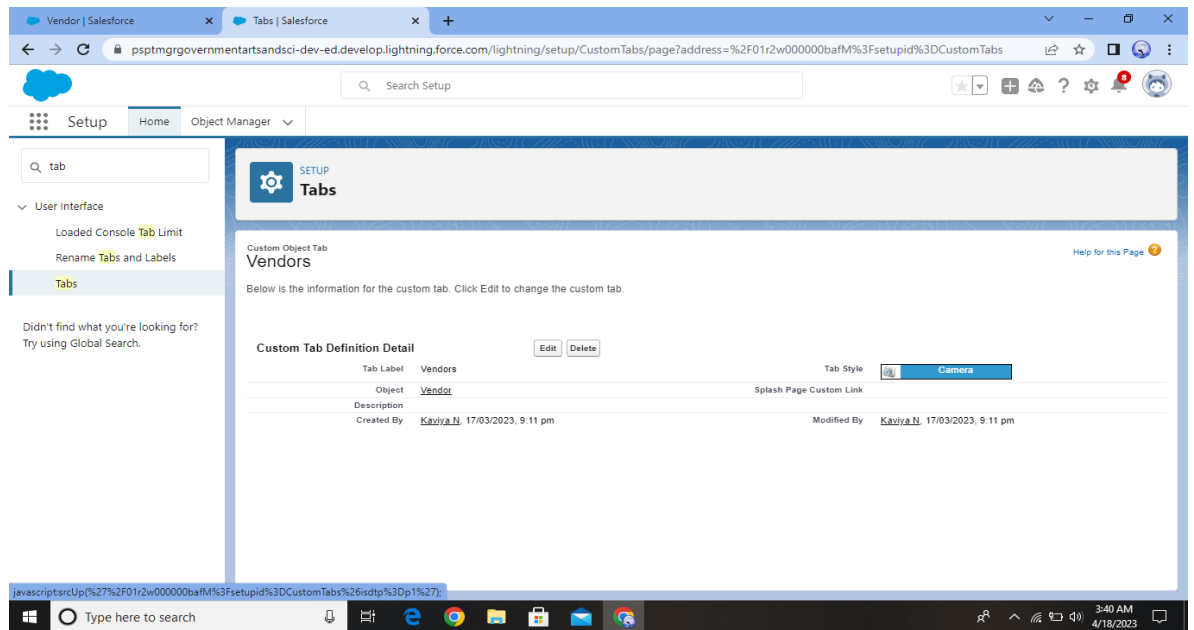 Vendor | Salesforce
Tabs | Salesforce
psptmgrgovernmentartsandsci-dev-ed.develop.lightning.force.com/lightning/setup/CustomTabs/page?address=%2F01r2w000000bafM%3Fsetupid%3DCustomTabs
Search Setup
8
Setup
Home
Object Manager
tab
User Interface
Loaded Console Tab Limit
Rename Tabs and Labels
Tabs
Didn't find what you're looking for?
Try using Global Search.
SETUP
Tabs
Custom Object Tab
Vendors
Help for this Page
Below is the information for the custom tab. Click Edit to change the custom tab.
Custom Tab Definition Detail Edit Delete
Tab Label Vendors Tab Style Camera
Object Vendor Splash Page Custom Link
Description
Created By Kaviya N, 17/03/2023, 9:11 pm Modified By Kaviya N, 17/03/2023, 9:11 pm
javascript:srcUp(%27%2F01r2w000000bafM%3Fsetupid%3DCustomTabs%26isdtp%3Dp1%27);
Type here to search
3:40 AM
4/18/2023